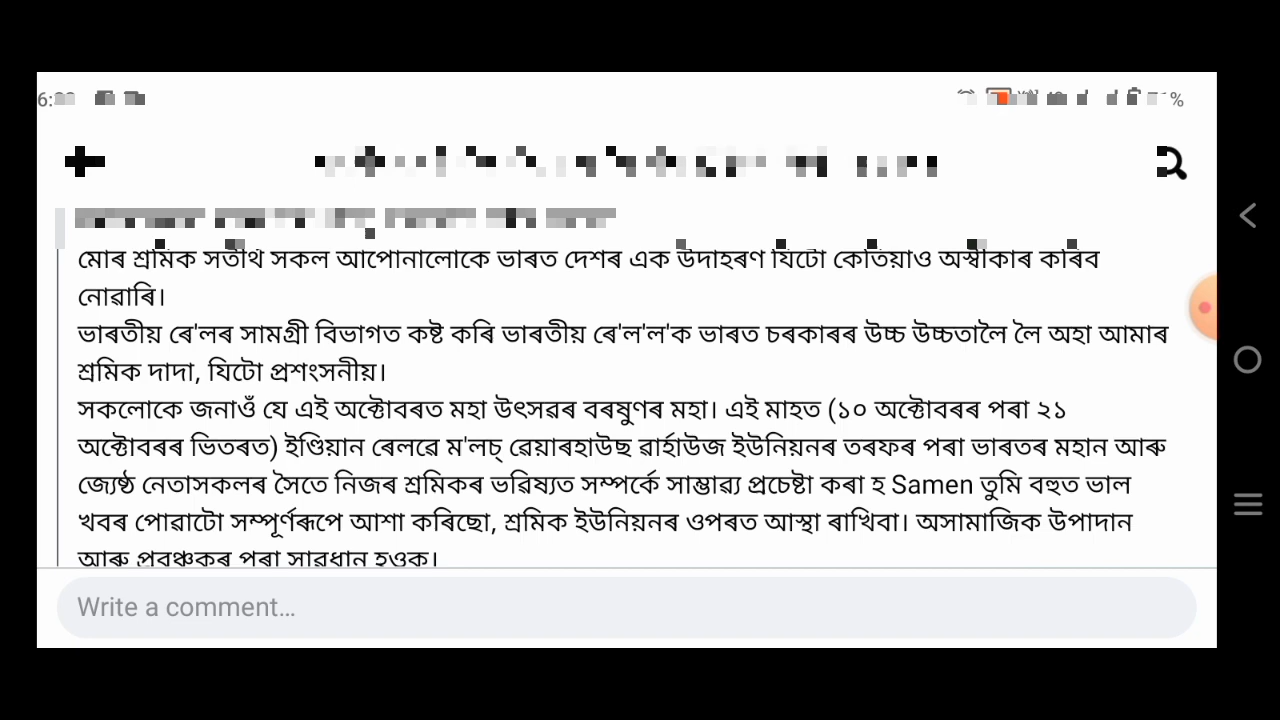 মোৰ শ্ৰমিক সতীৰ্থ সকল আপোনালোকে ভাৰত দেশৰ এক উদাহৰণ যিটো কেতিয়াও অস্বীকাৰ কৰিব
নোৱাৰি।
ভাৰতীয় ৰে'লৰ সামগ্ৰী বিভাগত কষ্ট কৰি ভাৰতীয় ৰে'ল'ল'ক ভাৰত চৰকাৰৰ উচ্চ উচ্চতালৈ লৈ অহা আমাৰ
শ্ৰমিক দাদা, যিটো প্ৰশংসনীয়।
সকলোকে জনাওঁ যে এই অক্টোবৰত মহা উৎসৱৰ বৰষুণৰ মহা। এই মাহত (১০ অক্টোবৰৰ পৰা ২১
অক্টোবৰৰ ভিতৰত) ইণ্ডিয়ান ৰেলৱে ম'লচ্ ৱেয়াৰহাউছ ৱাৰ্হাউজ ইউনিয়নৰ তৰফৰ পৰা ভাৰতৰ মহান আৰু
জ্যেষ্ঠ নেতাসকলৰ সৈতে নিজৰ শ্ৰমিকৰ ভৱিষ্যত সম্পৰ্কে সাম্ভাৱ্য প্ৰচেষ্টা কৰা হ Samen তুমি বহুত ভাল
খবৰ পোৱাটো সম্পূৰ্ণৰূপে আশা কৰিছো, শ্ৰমিক ইউনিয়নৰ ওপৰত আস্থা ৰাখিবা। অসামাজিক উপাদান
আৰু প্ৰবঞ্চকৰ পৰা সাৱধান হওক।
Write a comment...